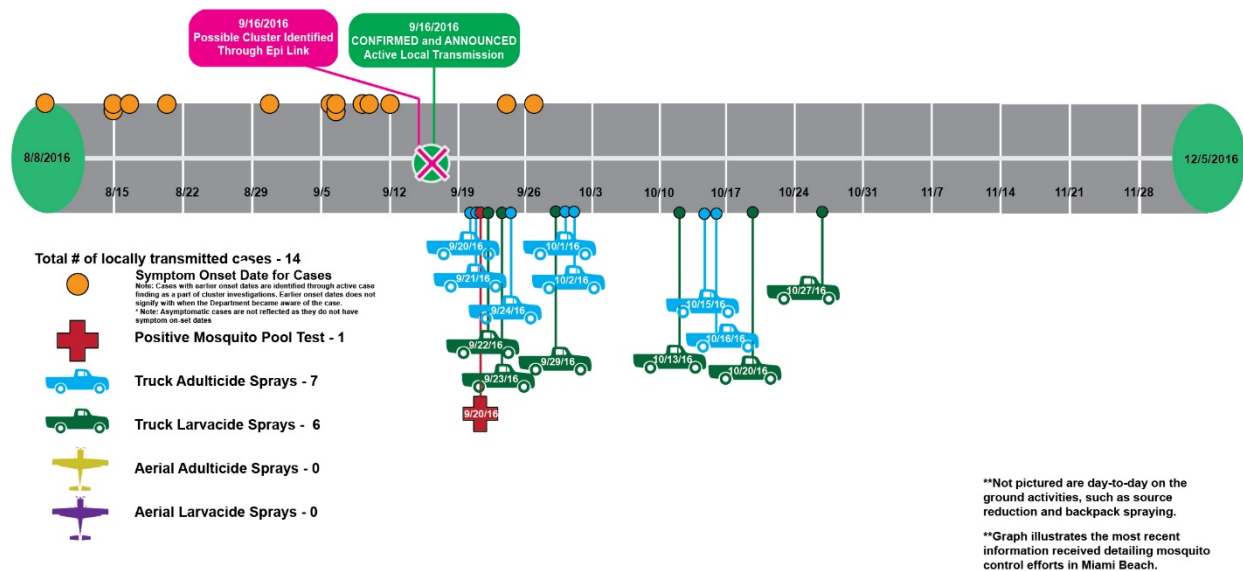 9/16/2016
Possible Cluster Identified
Through Epi Link
9/16/2016
CONFIRMED and ANNOUNCED
Active Local Transmission
8/8/2016
8/15
8/22
8/29
9/5
9/12
9/19
9/26
10/3
10/10
10/17
10/24
10/31
11/7
11/14
11/21
11/28
12/5/2016
9/20/16
10/1/16
9/21/16
10/2/16
10/27/16
9/24/16
10/15/16
9/22/16
10/16/16
9/29/16
10/13/16
9/23/16
10/20/16
9/20/16
Total # of locally transmitted cases - 14
Symptom Onset Date for Cases
Note: Cases with earlier onset dates are identified through active case
finding as a part of cluster investigations. Earlier onset dates does not
signify with when the Department became aware of the case.
* Note: Asymptomatic cases are not reflected as they do not have
symptom on-set dates
Positive Mosquito Pool Test - 1
Truck Adulticide Sprays - 7
Truck Larvacide Sprays - 6
Aerial Adulticide Sprays - 0
Aerial Larvacide Sprays - 0
**Not pictured are day-to-day on the
ground activities, such as source
reduction and backpack spraying.
**Graph illustrates the most recent
information received detailing mosquito
control efforts in Miami Beach.